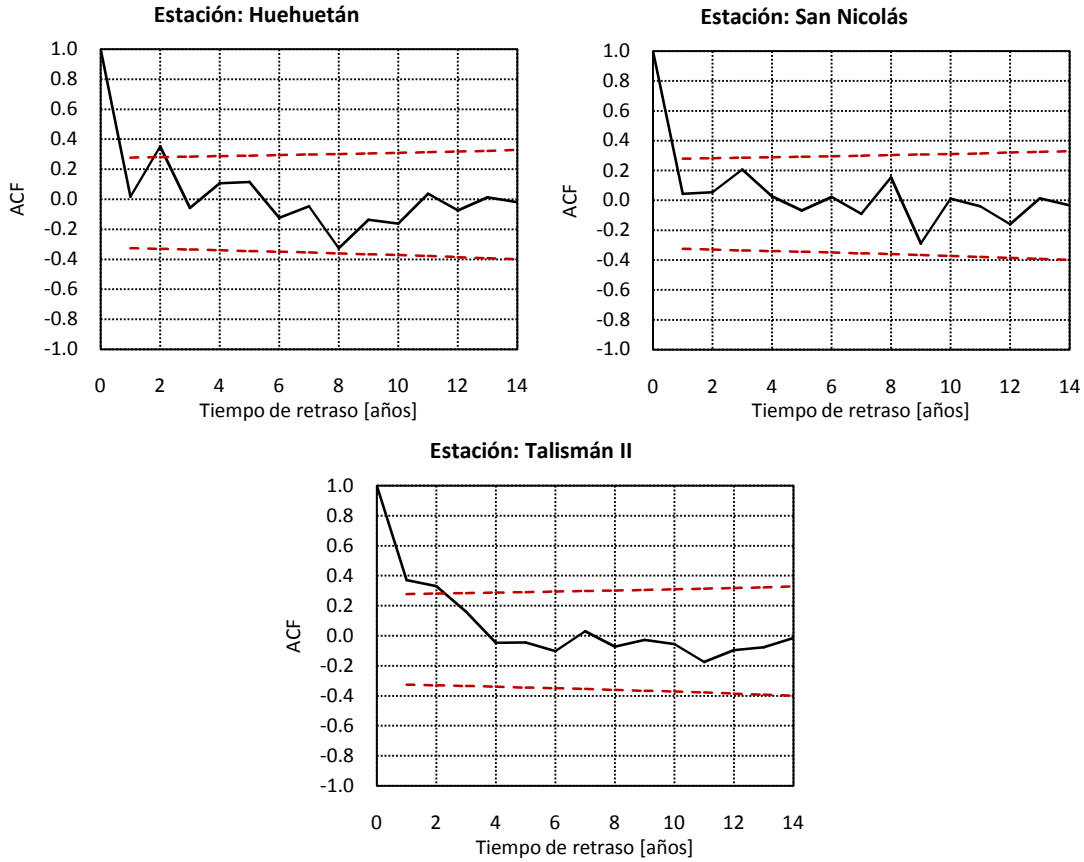 Estación: Huehuetán
1.0
0.8
0.6
0.4
0.2
0.0
-0.2
-0.4
-0.6
-0.8
-1.0
ACF
0 2 4 6 8 10 12 14
Tiempo de retraso [años]
Estación: San Nicolás
1.0
0.8
0.6
0.4
0.2
0.0
-0.2
-0.4
-0.6
-0.8
-1.0
ACF
0 2 4 6 8 10 12 14
Tiempo de retraso [años]
Estación: Talismán II
1.0
0.8
0.6
0.4
0.2
0.0
-0.2
-0.4
-0.6
-0.8
-1.0
ACF
0 2 4 6 8 10 12 14
Tiempo de retraso [años]